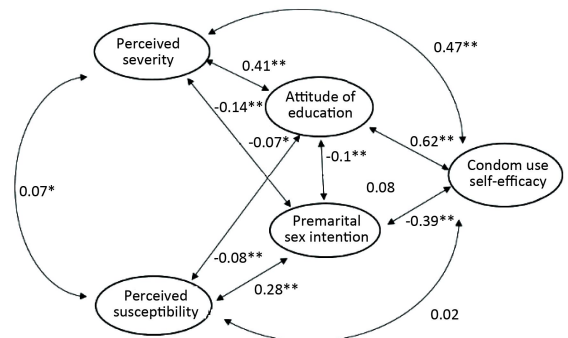 Perceived
severity
0.47**
0.41**
Attitude of
education
-0.14**
-0.07*
0.62**
-0.1**
Condom use
self-efficacy
0.08
0.07*
Premarital
sex intention
-0.39**
-0.08**
0.28**
Perceived
susceptibility
0.02